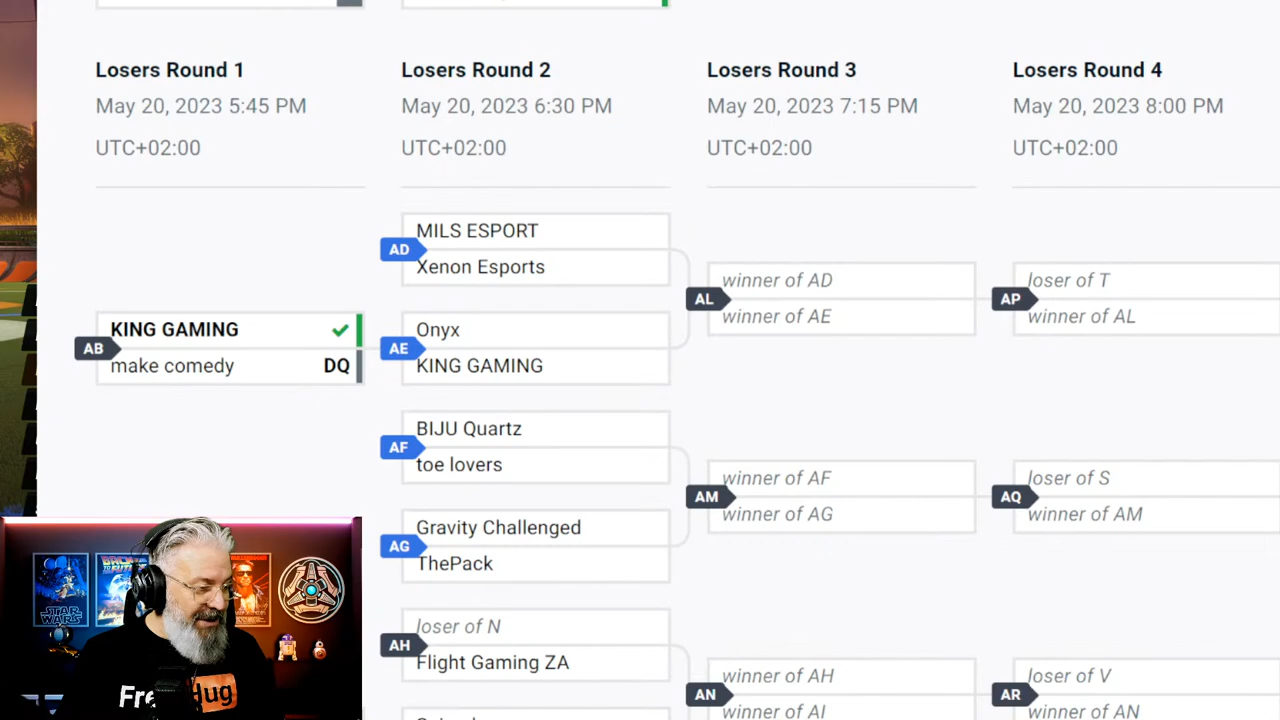 Losers Round 1
May 20, 2023 5:45 PM
UTC+02:00
Losers Round 2
May 20, 2023 6:30 PM
UTC+02:00
Losers Round 3
May 20, 2023 7:15 PM
UTC+02:00
Losers Round 4
May 20, 2023 8:00 PM
UTC+02:00
AB
KING GAMING
make comedy DQ
AD
MILS ESPORT
Xenon Esports
AE
Onyx
KING GAMING
AF
BIJU Quartz
toe lovers
AG
Gravity Challenged
ThePack
AH
loser of N
Flight Gaming ZA
AL
winner of AD
winner of AE
AM
winner of AF
winner of AG
AN
winner of AH
winner of AI
AP
loser of T
winner of AL
AQ
loser of S
winner of AM
AR
loser of V
winner of AN
STAR
WARS
Fre Hug